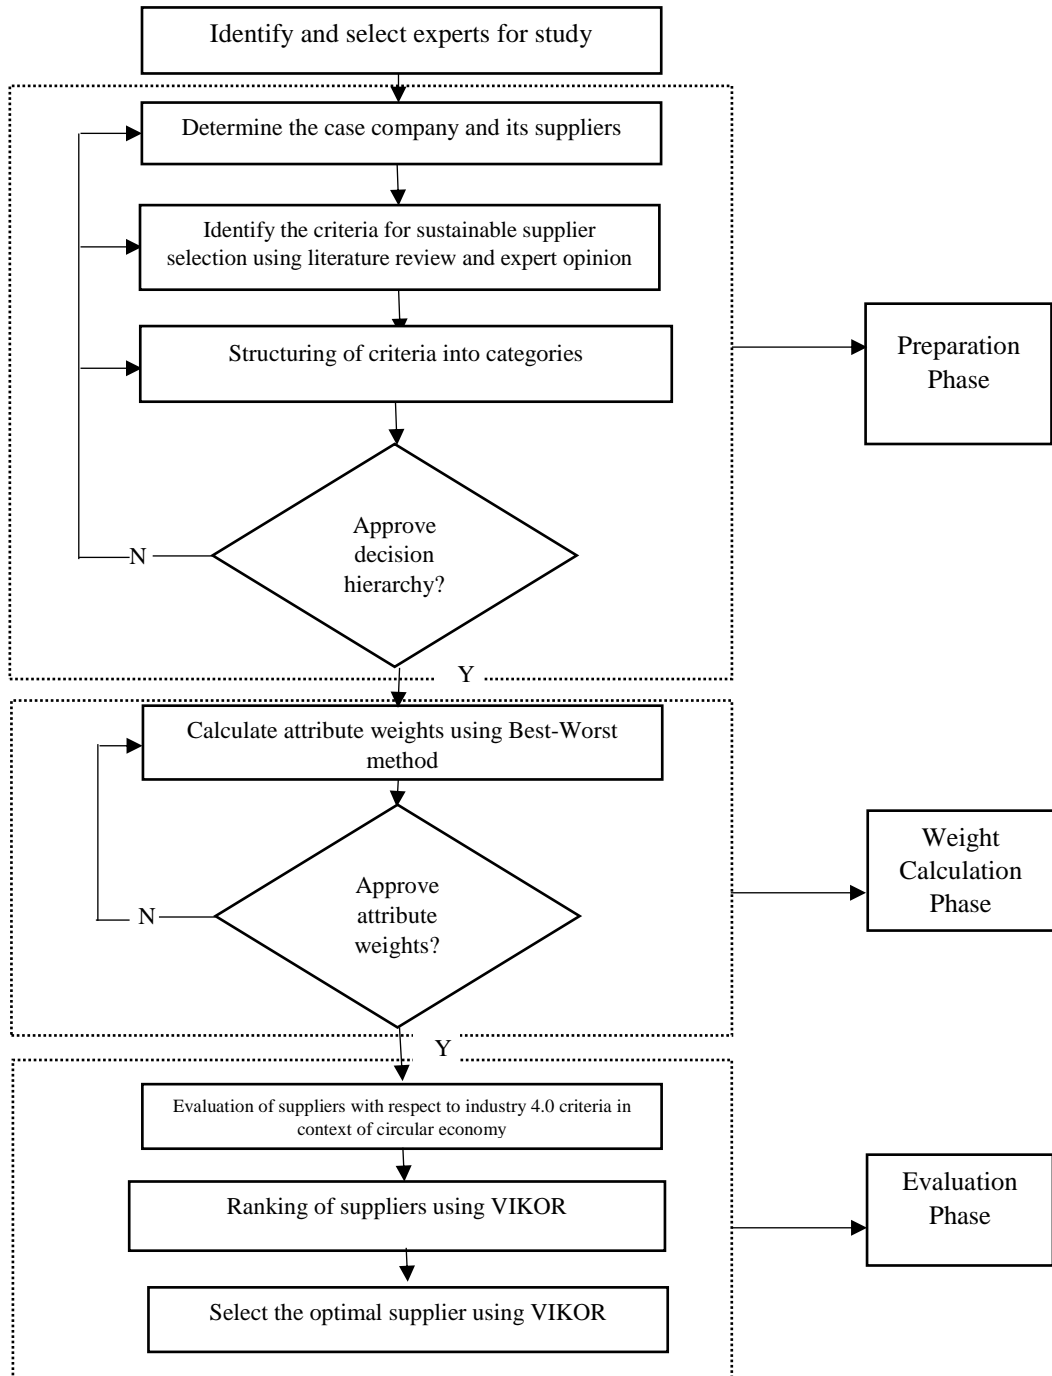 Identify and select experts for study
Determine the case company and its suppliers
Identify the criteria for sustainable supplier
selection using literature review and expert opinion
Structuring of criteria into categories
Preparation
Phase
Approve
decision
hierarchy?
N
Y
Calculate attribute weights using Best-Worst
method
Weight
Calculation
Phase
Approve
attribute
weights?
N
Y
Evaluation of suppliers with respect to industry 4.0 criteria in
context of circular economy
Ranking of suppliers using VIKOR
Evaluation
Phase
Select the optimal supplier using VIKOR